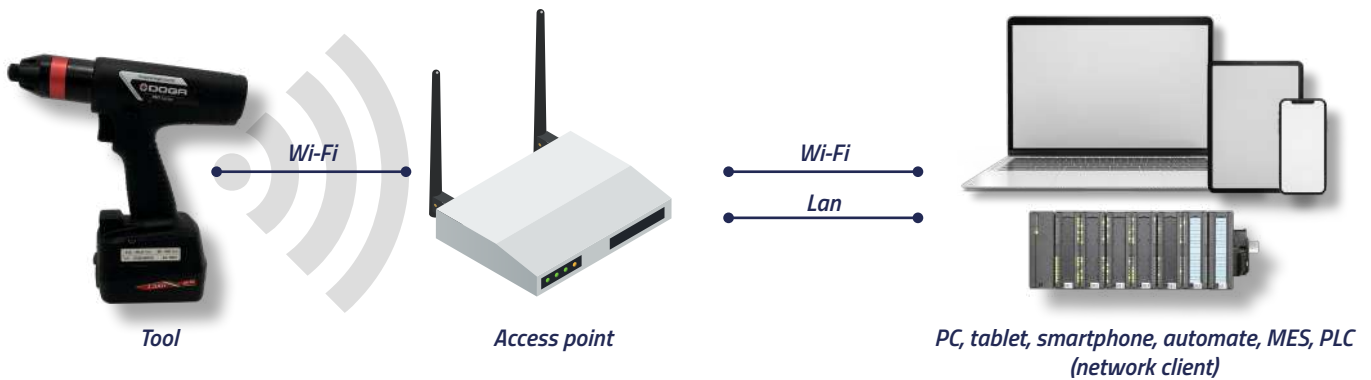 DOGA
Wi-Fi
Wi-Fi
Lan
Tool
Access point
PC, tablet, smartphone, automate, MES, PLC
(network client)